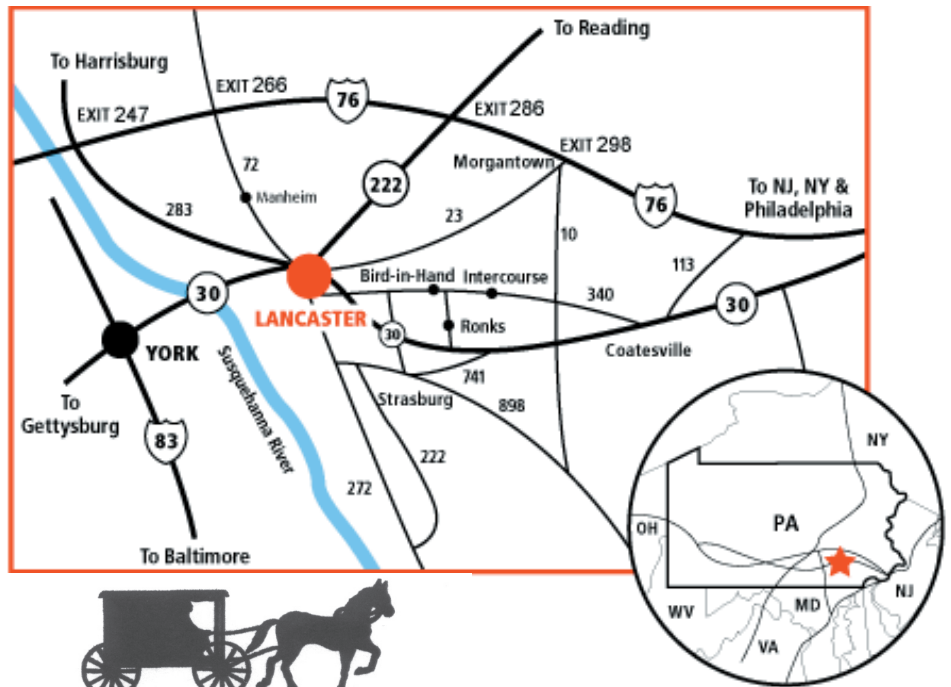 To Reading
To Harrisburg
EXIT 266
76
EXIT 247
EXIT 286
EXIT 298
Morgantown
72
222
Manheim
76
To NJ, NY &
Philadelphia
283
23
10
113
Bird-in-Hand
Intercourse
340
30
30
LANCASTER
30
Ronks
YORK
Coatesville
741
Strasburg
898
To
Gettysburg
83
Susquehanna River
222
272
To Baltimore
NY
OH
PA
NJ
WV
MD
VA